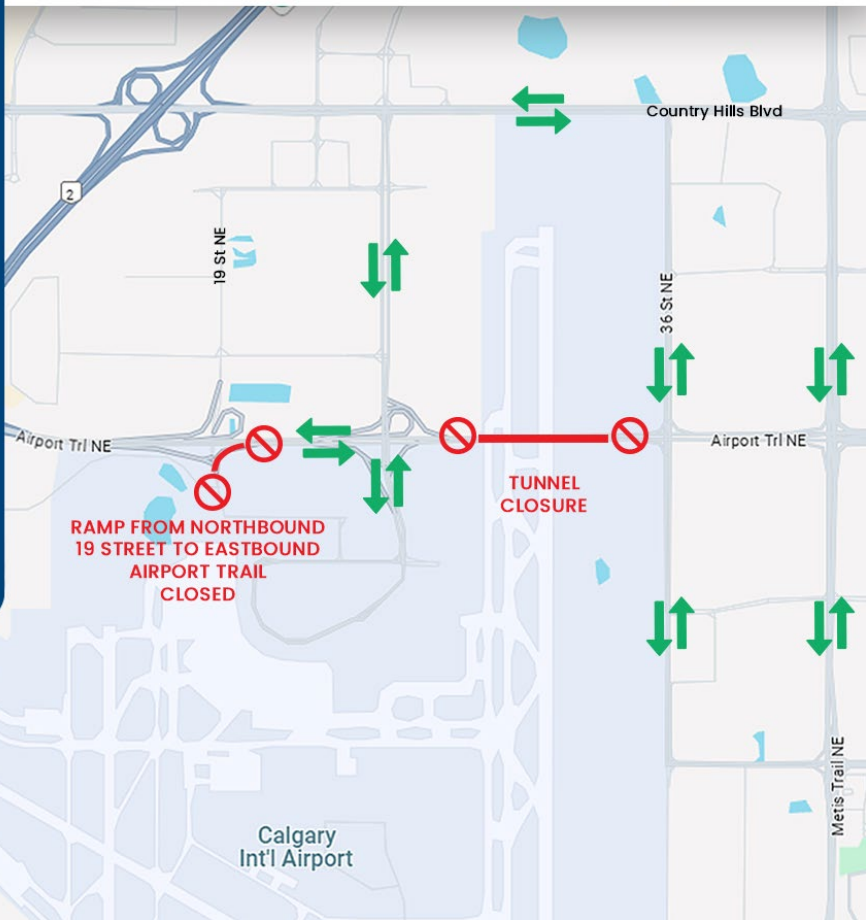 Country Hills Blvd
2
19 St NE
36 St NE
Airport Trl NE
Airport Trl NE
TUNNEL
CLOSURE
RAMP FROM NORTHBOUND
19 STREET TO EASTBOUND
AIRPORT TRAIL
CLOSED
Metis Trail NE
Calgary
Int'l Airport